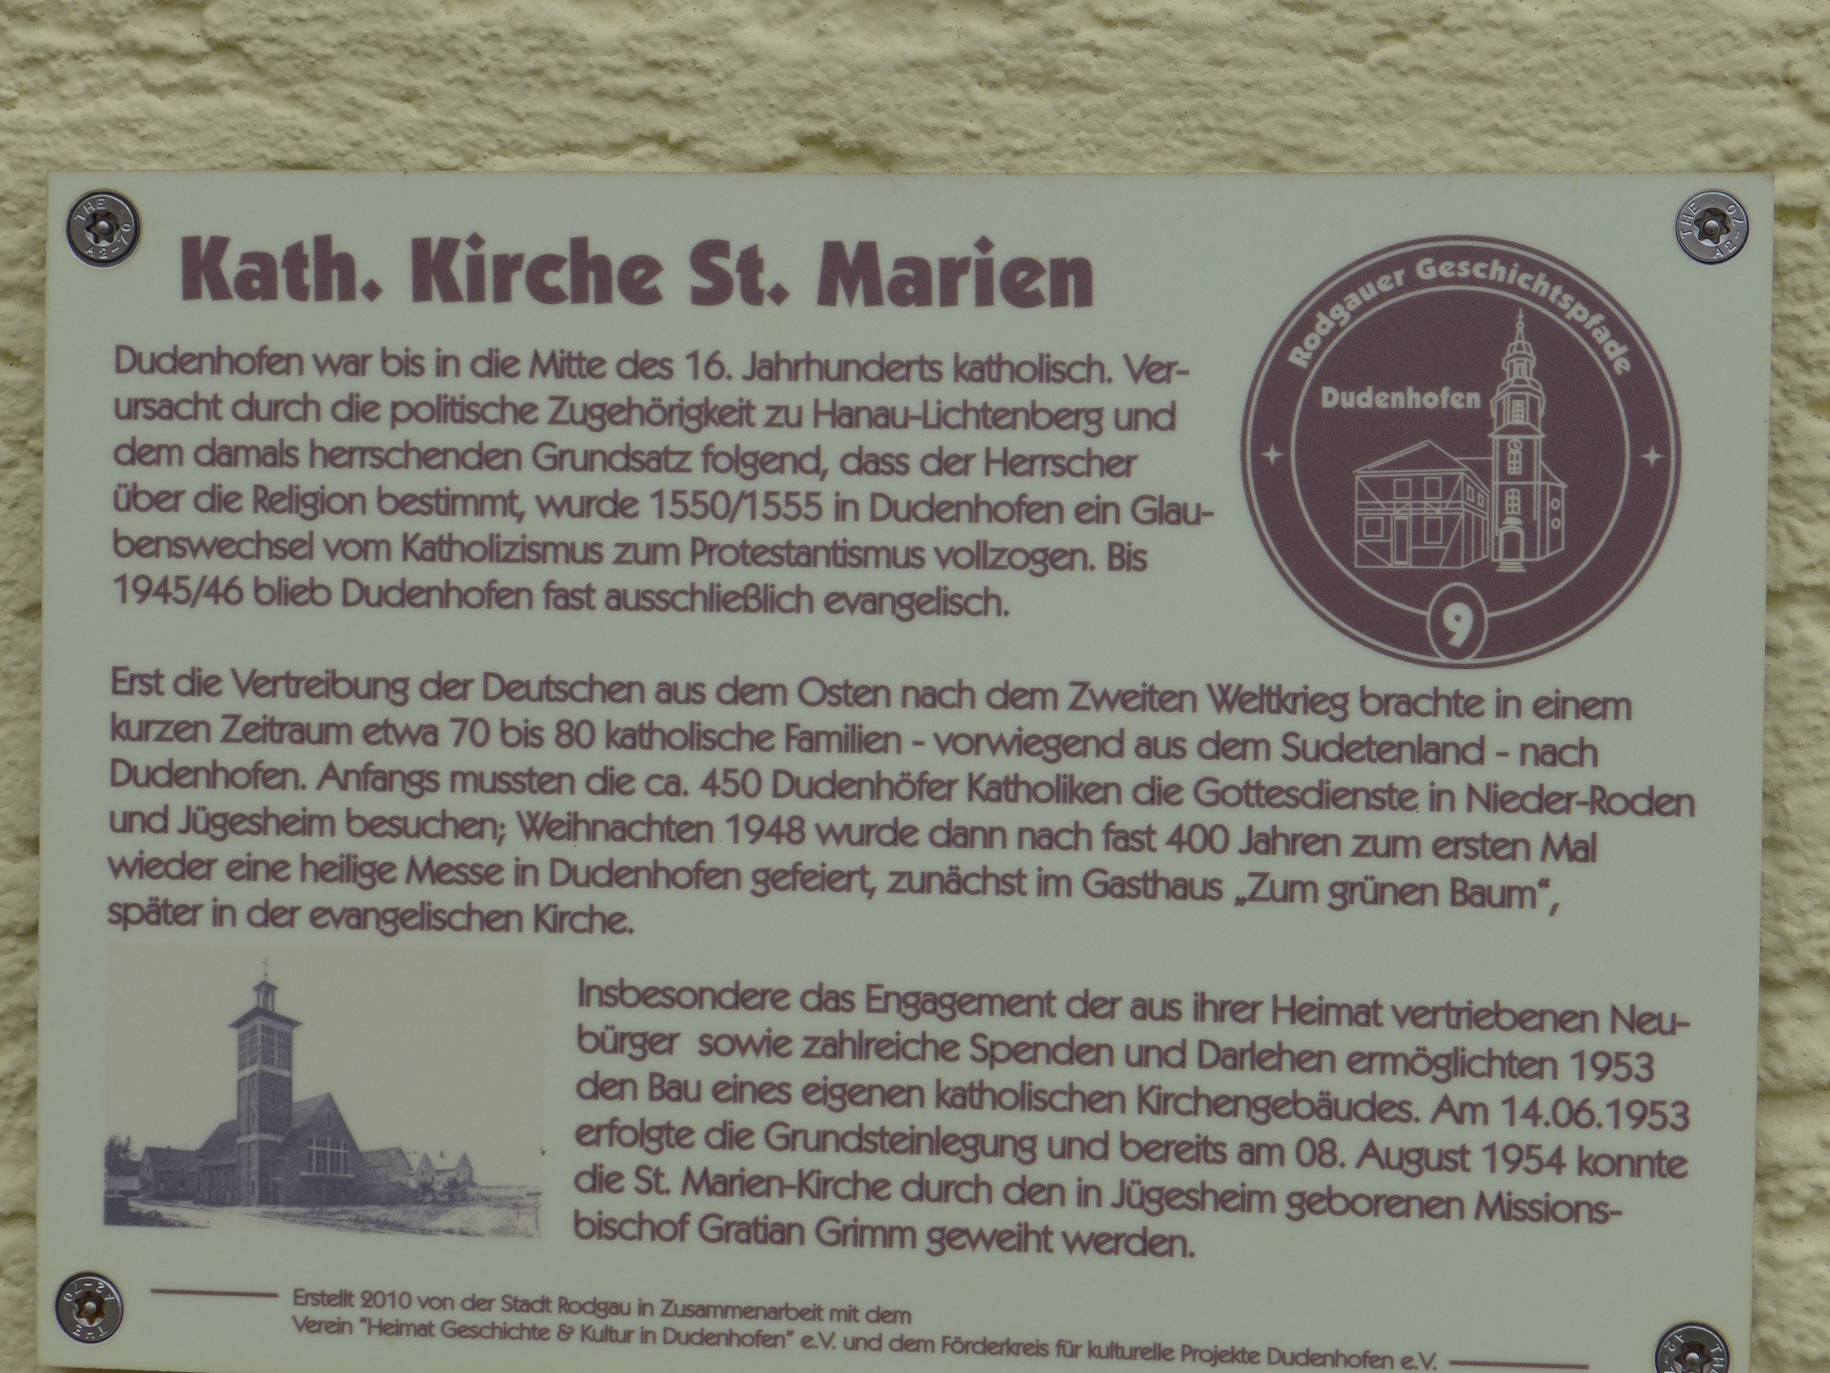 Kath. Kirche St. Marien
Rodgauer Geschichtspfade
Dudenhofen
9
Dudenhofen war bis in die Mitte des 16. Jahrhunderts katholisch. Ver-
ursacht durch die politische Zugehörigkeit zu Hanau-Lichtenberg und
dem damals herrschenden Grundsatz folgend, dass der Herrscher
über die Religion bestimmt, wurde 1550/1555 in Dudenhofen ein Glau-
benswechsel vom Katholizismus zum Protestantismus vollzogen. Bis
1945/46 blieb Dudenhofen fast ausschließlich evangelisch.
Erst die Vertreibung der Deutschen aus dem Osten nach dem Zweiten Weltkrieg brachte in einem
kurzen Zeitraum etwa 70 bis 80 katholische Familien - vorwiegend aus dem Sudetenland - nach
Dudenhofen. Anfangs mussten die ca. 450 Dudenhöfer Katholiken die Gottesdienste in Nieder-Roden
und Jügesheim besuchen; Weihnachten 1948 wurde dann nach fast 400 Jahren zum ersten Mal
wieder eine heilige Messe in Dudenhofen gefeiert, zunächst im Gasthaus „Zum grünen Baum“,
später in der evangelischen Kirche.
Insbesondere das Engagement der aus ihrer Heimat vertriebenen Neu-
bürger sowie zahlreiche Spenden und Darlehen ermöglichten 1953
den Bau eines eigenen katholischen Kirchengebäudes. Am 14.06.1953
erfolgte die Grundsteinlegung und bereits am 08. August 1954 konnte
die St. Marien-Kirche durch den in Jügesheim geborenen Missions-
bischof Gratian Grimm geweiht werden.
Erstellt 2010 von der Stadt Rodgau in Zusammenarbeit mit dem
Verein "Heimat Geschichte & Kultur in Dudenhofen" e.V. und dem Förderkreis für kulturelle Projekte Dudenhofen e.V.
THE A2-70
THE A2-70
THE A2-70